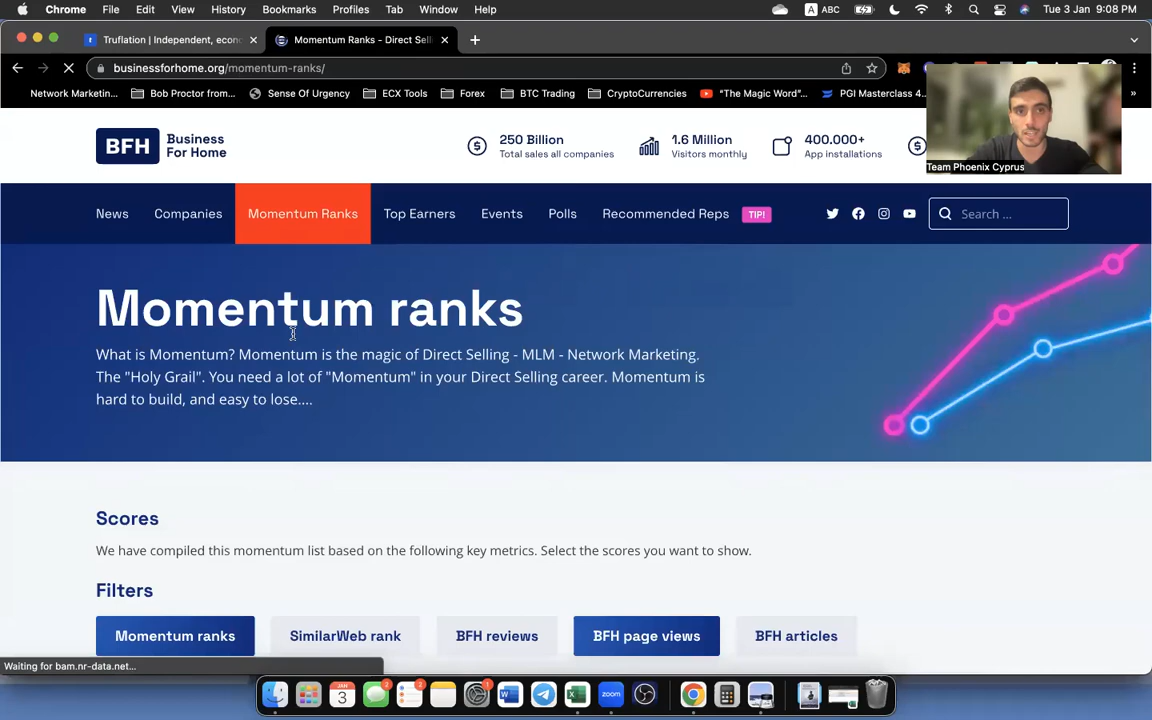 Chrome File Edit View History Bookmarks Profiles Tab Window Help A ABC Tue 3 Jan 9:08 PM
Truflation | Independent, econ Momentum Ranks - Direct Sell
businessforhome.org/momentum-ranks/
Network Marketin... Bob Proctor from... Sense Of Urgency ECX Tools Forex BTC Trading CryptoCurrencies "The Magic Word"... PGI Masterclass 4... »
BFH Business For Home
250 Billion
Total sales all companies
1.6 Million
Visitors monthly
400.000+
App installations
Team Phoenix Cyprus
News Companies Momentum Ranks Top Earners Events Polls Recommended Reps TIP! Search ...
Momentum ranks
What is Momentum? Momentum is the magic of Direct Selling - MLM - Network Marketing.
The "Holy Grail". You need a lot of "Momentum" in your Direct Selling career. Momentum is
hard to build, and easy to lose....
Scores
We have compiled this momentum list based on the following key metrics. Select the scores you want to show.
Filters
Momentum ranks SimilarWeb rank BFH reviews BFH page views BFH articles
Waiting for bam.nr-data.net...
JAN 3 2 2 1 zoom